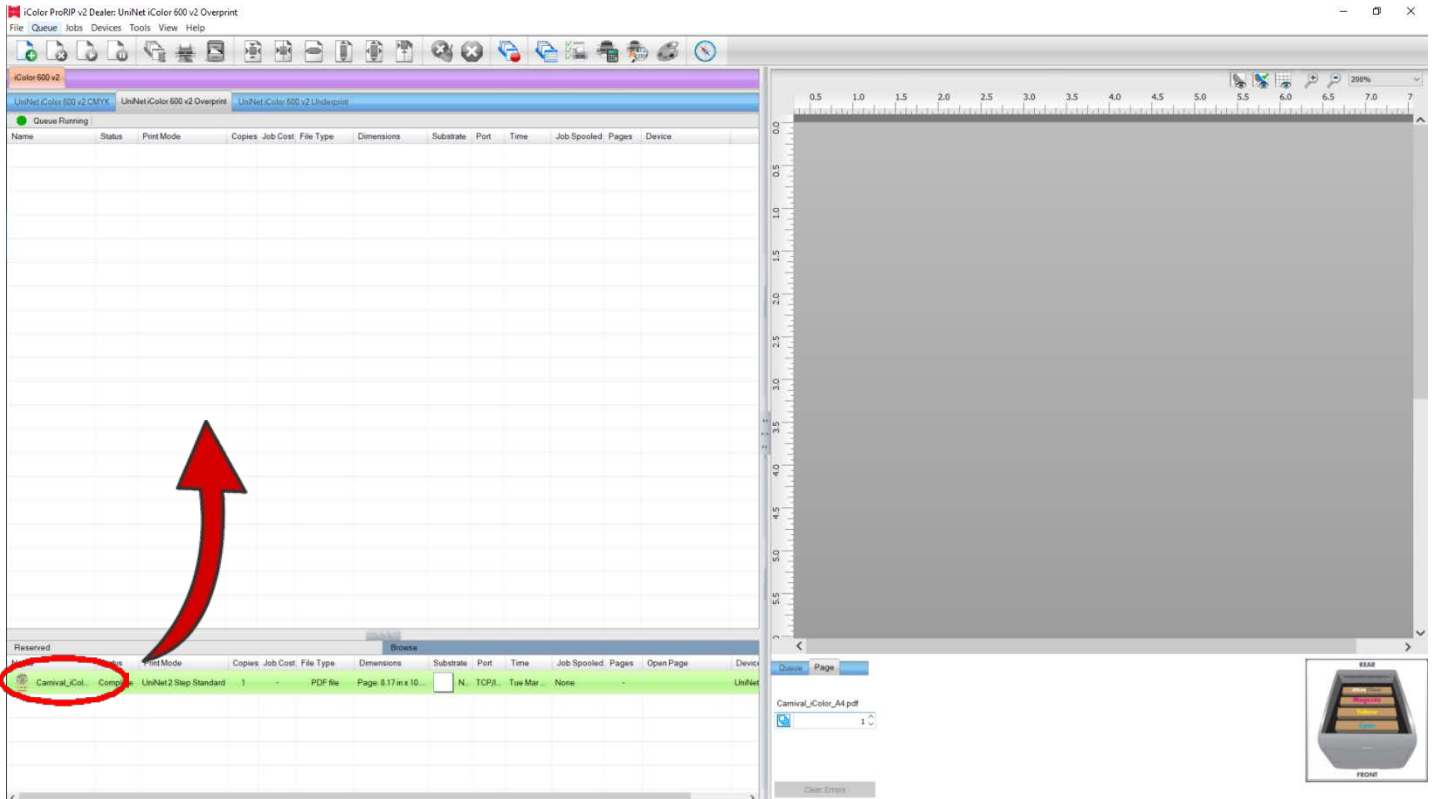 iColor ProRIP v2 Dealer: UniNet iColor 600 v2 Overprint
File Queue Jobs Devices Tools View Help
iColor 600 v2
200%
UniNet iColor 600 v2 CMYK UniNet iColor 600 v2 Overprint UniNet iColor 600 v2 Underprint
0.5 1.0 1.5 2.0 2.5 3.0 3.5 4.0 4.5 5.0 5.5 6.0 6.5 7.0 7
Queue Running
Name Status Print Mode Copies Job Cost File Type Dimensions Substrate Port Time Job Spooled Pages Device
0.0
0.5
1.0
1.5
2.0
2.5
3.0
3.5
4.0
4.5
5.0
5.5
Reserved Browse
Name Status Print Mode Copies Job Cost File Type Dimensions Substrate Port Time Job Spooled Pages Open Page Device
Carnival_iCol... Complete UniNet 2 Step Standard 1 - PDF file Page: 8.17 in x 10... N... TCP/I... Tue Mar... None - UniNet
Queue Page
Carnival_iColor_A4.pdf
1
Clear Errors
REAR
Magenta
Yellow
Cyan
FRONT